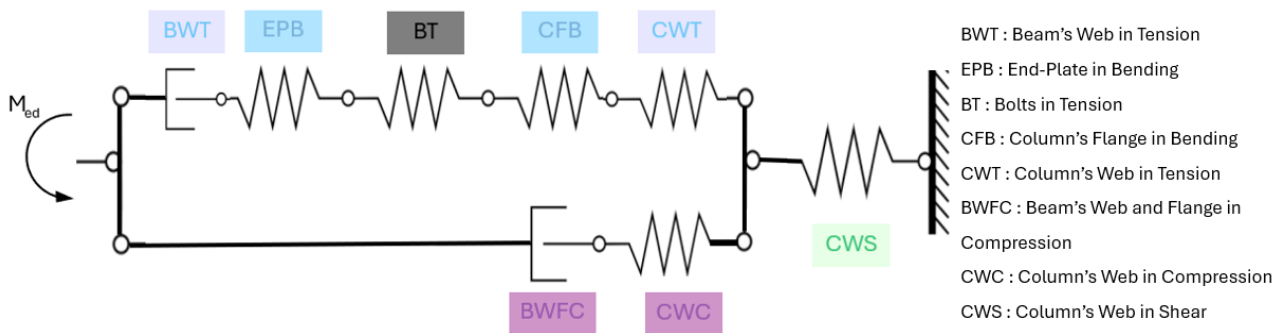 BWT
EPB
BT
CFB
CWT
M_ed
BWFC
CWC
CWS
BWT : Beam's Web in Tension
EPB : End-Plate in Bending
BT : Bolts in Tension
CFB : Column's Flange in Bending
CWT : Column's Web in Tension
BWFC : Beam's Web and Flange in
Compression
CWC : Column's Web in Compression
CWS : Column's Web in Shear